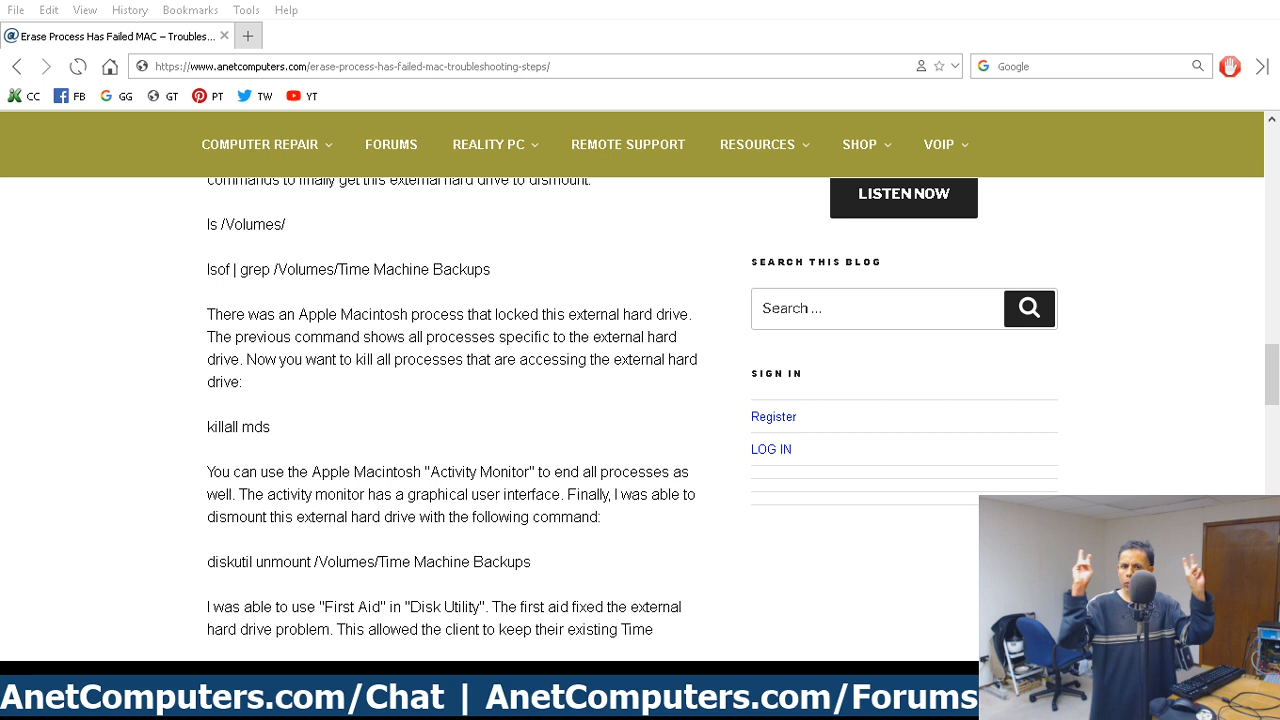 File Edit View History Bookmarks Tools Help
Erase Process Has Failed MAC – Troubles...
https://www.anetcomputers.com/erase-process-has-failed-mac-troubleshooting-steps/
Google
CC FB GG GT PT TW YT
COMPUTER REPAIR FORUMS REALITY PC REMOTE SUPPORT RESOURCES SHOP VOIP
commands to finally get this external hard drive to dismount.
ls /Volumes/
lsof | grep /Volumes/Time Machine Backups
There was an Apple Macintosh process that locked this external hard drive.
The previous command shows all processes specific to the external hard
drive. Now you want to kill all processes that are accessing the external hard
drive:
killall mds
You can use the Apple Macintosh "Activity Monitor" to end all processes as
well. The activity monitor has a graphical user interface. Finally, I was able to
dismount this external hard drive with the following command:
diskutil unmount /Volumes/Time Machine Backups
I was able to use "First Aid" in "Disk Utility". The first aid fixed the external
hard drive problem. This allowed the client to keep their existing Time
LISTEN NOW
SEARCH THIS BLOG
Search ...
SIGN IN
Register
LOG IN
AnetComputers.com/Chat | AnetComputers.com/Forums